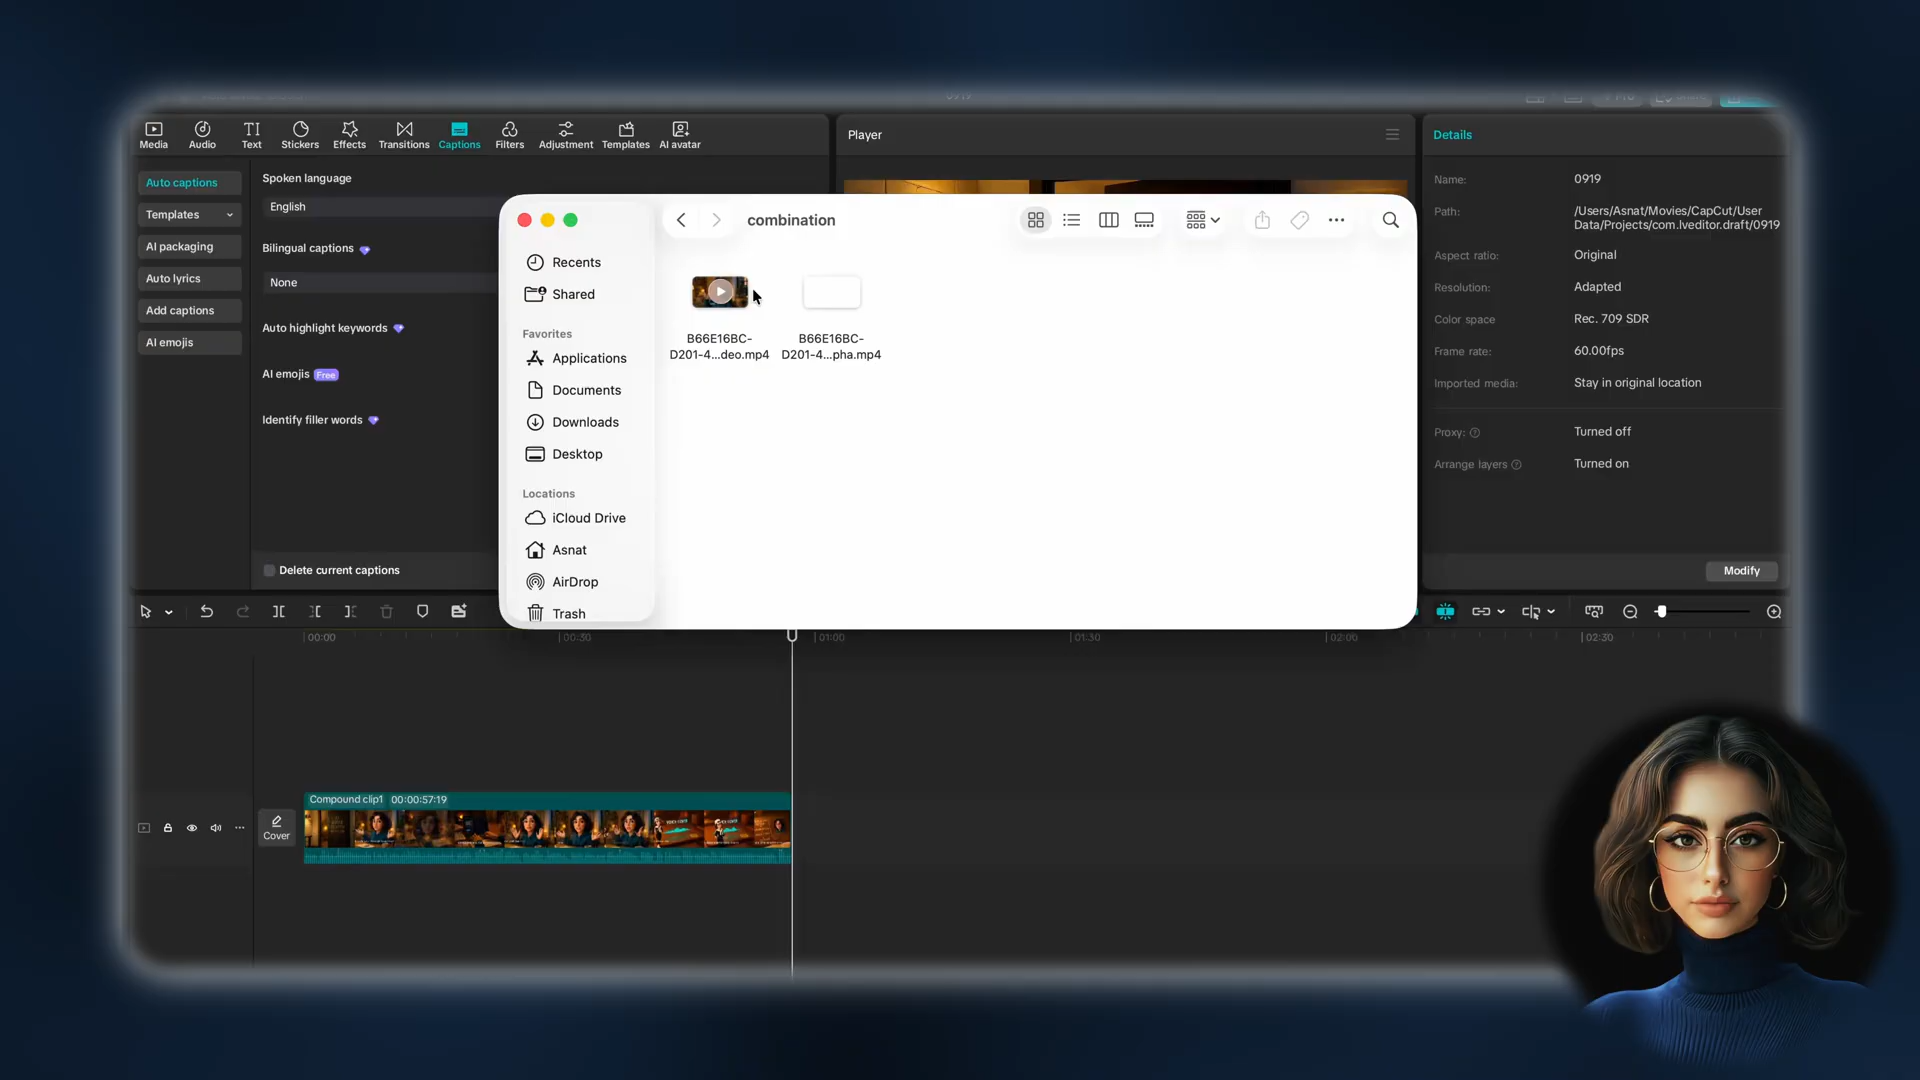 0919
Media
Audio
Text
Stickers
Effects
Transitions
Captions
Filters
Adjustment
Templates
AI avatar
Player
Details
Auto captions
Templates
AI packaging
Auto lyrics
Add captions
AI emojis
Spoken language
English
Bilingual captions
None
Auto highlight keywords
AI emojis Free
Identify filler words
Delete current captions
combination
Recents
Shared
Favorites
Applications
Documents
Downloads
Desktop
Locations
iCloud Drive
Asnat
AirDrop
Trash
B66E16BC-
D201-4...deo.mp4
B66E16BC-
D201-4...pha.mp4
Name: 0919
Path: /Users/Asnat/Movies/CapCut/User
Data/Projects/com.lveditor.draft/0919
Aspect ratio: Original
Resolution: Adapted
Color space Rec. 709 SDR
Frame rate: 60.00fps
Imported media: Stay in original location
Proxy: Turned off
Arrange layers Turned on
Modify
00:00
00:30
01:00
01:30
02:00
02:30
Compound clip1 00:00:57:19
Cover